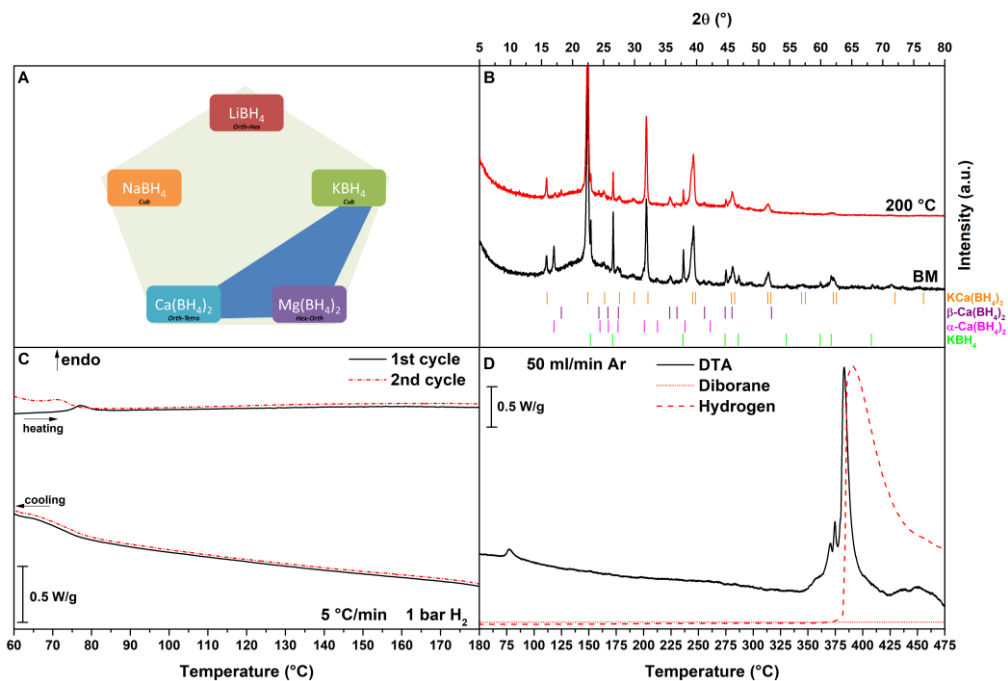 A
LiBH4
Orth-Hex
NaBH4
Cub
KBH4
Cub
Ca(BH4)2
Orth-Tetra
Mg(BH4)2
Hex-Orth
2θ (°)
5 10 15 20 25 30 35 40 45 50 55 60 65 70 75 80
B
200 °C
BM
Intensity (a.u.)
KCa(BH4)3
β-Ca(BH4)2
α-Ca(BH4)2
KBH4
C
endo
1st cycle
2nd cycle
heating
cooling
0.5 W/g
5 °C/min 1 bar H2
60 70 80 90 100 110 120 130 140 150 160 170 180
Temperature (°C)
D
50 ml/min Ar
0.5 W/g
DTA
Diborane
Hydrogen
75 100 125 150 175 200 225 250 275 300 325 350 375 400 425 450 475
Temperature (°C)